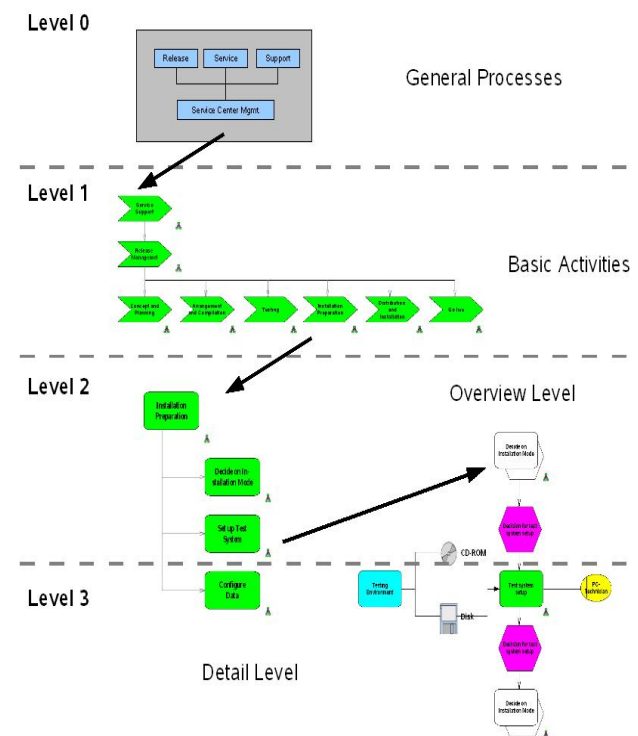 Level 0
Release
Service
Support
General Processes
Service Center Mgmt.
Level 1
Service
Support
Release
Management
Basic Activities
Concept and
Planning
Arrangement
and Compilation
Testing
Installation
Preparation
Distribution
and
Installation
Go live
Level 2
Overview Level
Installation
Preparation
Decide on
Installation Mode
Decide on In-
stallation Mode
Set up Test
System
Decision for test
system setup
CD-ROM
Level 3
Configure
Data
Testing
Environment
Test system
setup
PC-
Technician
Disk
Decision for test
system setup
Detail Level
Decide on
Installation Mode